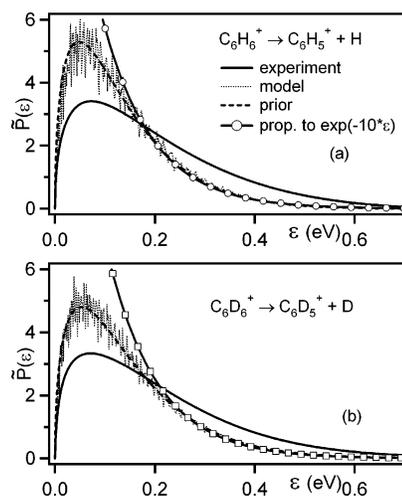 C₆H₆⁺ → C₆H₅⁺ + H
experiment
model
prior
prop. to exp(-10*ε)
(a)
P̃(ε)
6
4
2
0
0.0 0.2 0.4 0.6
ε (eV)
C₆D₆⁺ → C₆D₅⁺ + D
(b)
P̃(ε)
6
4
2
0
0.0 0.2 0.4 0.6
ε (eV)